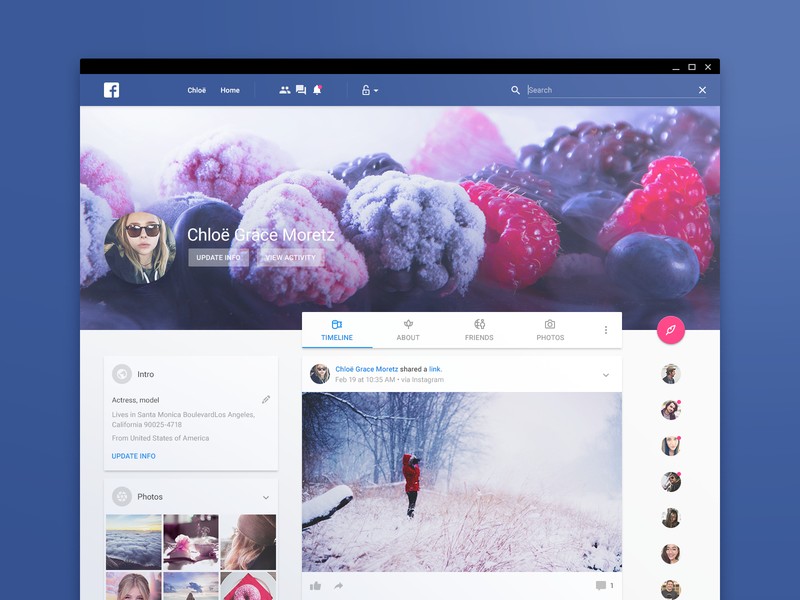 Chloë
Home
Search
Chloë Grace Moretz
UPDATE INFO
VIEW ACTIVITY
TIMELINE
ABOUT
FRIENDS
PHOTOS
Intro
Actress, model
Lives in Santa Monica BoulevardLos Angeles,
California 90025-4718
From United States of America
UPDATE INFO
Photos
Chloë Grace Moretz shared a link.
Feb 19 at 10:35 AM • via Instagram
1